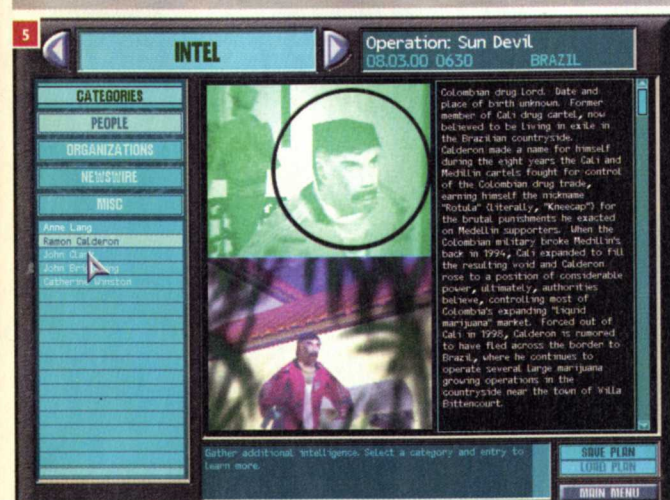 5
INTEL
Operation: Sun Devil
08.03.00 0630 BRAZIL
CATEGORIES
PEOPLE
ORGANIZATIONS
NEWSWIRE
MISC
Anne Lang
Ramon Calderon
John
John
Catherine Winston
Colombian drug lord. Date and
place of birth unknown. Former
member of Cali drug cartel, now
believed to be living in exile in
the Brazilian countryside.
Calderon made a name for himself
during the eight years the Cali and
Medillin cartels fought for control
of the Colombian drug trade,
earning himself the nickname
"Rotula" (literally, "Kneecap") for
the brutal punishments he exacted
on Medellin supporters. When the
Colombian military broke Medillin's
back in 1994, Cali expanded to fill
the resulting void and Calderon
rose to a position of considerable
power, ultimately, authorities
believe, controlling most of
Colombia's expanding "liquid
marijuana" market. Forced out of
Cali in 1998, Calderon is rumored
to have fled across the border to
Brazil, where he continues to
operate several large marijuana
growing operations in the
countryside near the town of Villa
Bittencourt.
Gather additional intelligence. Select a category and entry to
learn more.
SAVE PLAN
LOAD PLAN
MAIN MENU